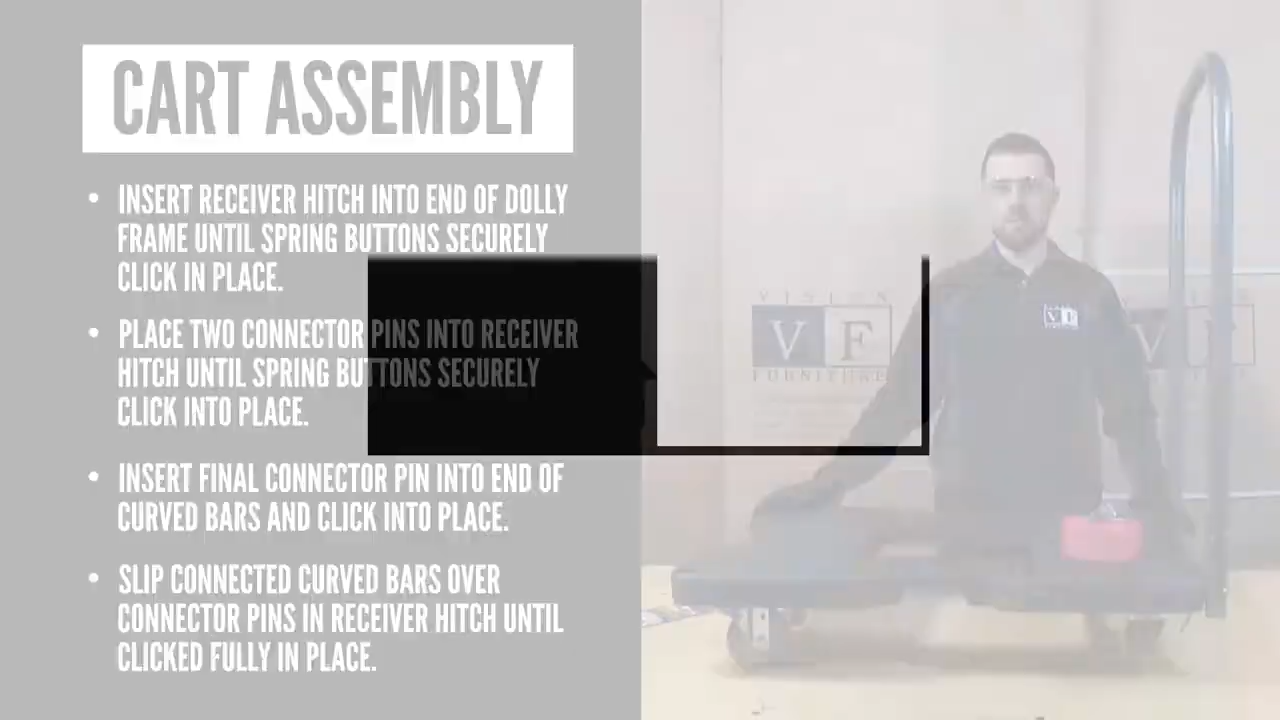 CART ASSEMBLY
• INSERT RECEIVER HITCH INTO END OF DOLLY
FRAME UNTIL SPRING BUTTONS SECURELY
CLICK IN PLACE.
• PLACE TWO CONNECTOR PINS INTO RECEIVER
HITCH UNTIL SPRING BUTTONS SECURELY
CLICK INTO PLACE.
• INSERT FINAL CONNECTOR PIN INTO END OF
CURVED BARS AND CLICK INTO PLACE.
• SLIP CONNECTED CURVED BARS OVER
CONNECTOR PINS IN RECEIVER HITCH UNTIL
CLICKED FULLY IN PLACE.
VISION
VF
FURNITURE
VF